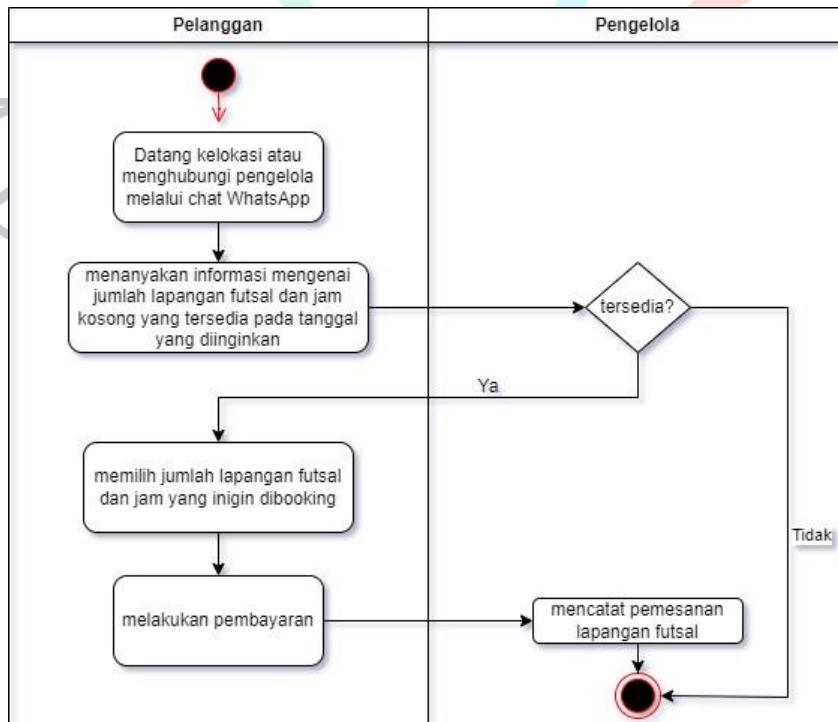 Pelanggan
Pengelola
Datang kelokasi atau
menghubungi pengelola
melalui chat WhatsApp
menanyakan informasi mengenai
jumlah lapangan futsal dan jam
kosong yang tersedia pada tanggal
yang diinginkan
tersedia?
Ya
memilih jumlah lapangan futsal
dan jam yang inigin dibooking
Tidak
melakukan pembayaran
mencatat pemesanan
lapangan futsal